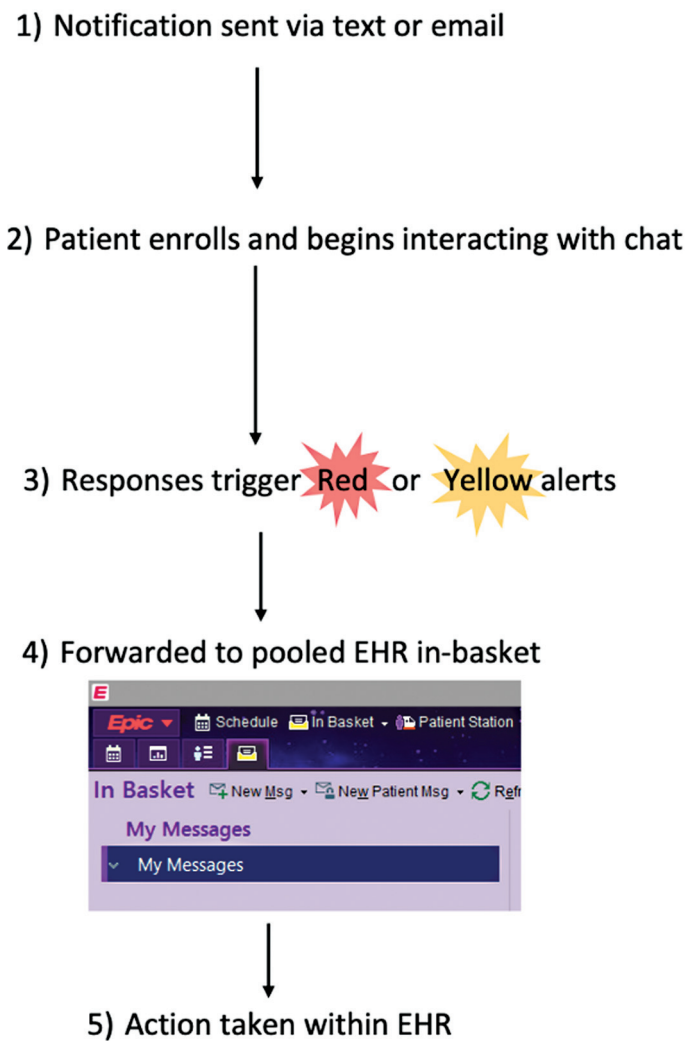 1) Notification sent via text or email
2) Patient enrolls and begins interacting with chat
3) Responses trigger Red or Yellow alerts
4) Forwarded to pooled EHR in-basket
E
Epic Schedule In Basket Patient Station
In Basket New Msg New Patient Msg Refr
My Messages
My Messages
5) Action taken within EHR